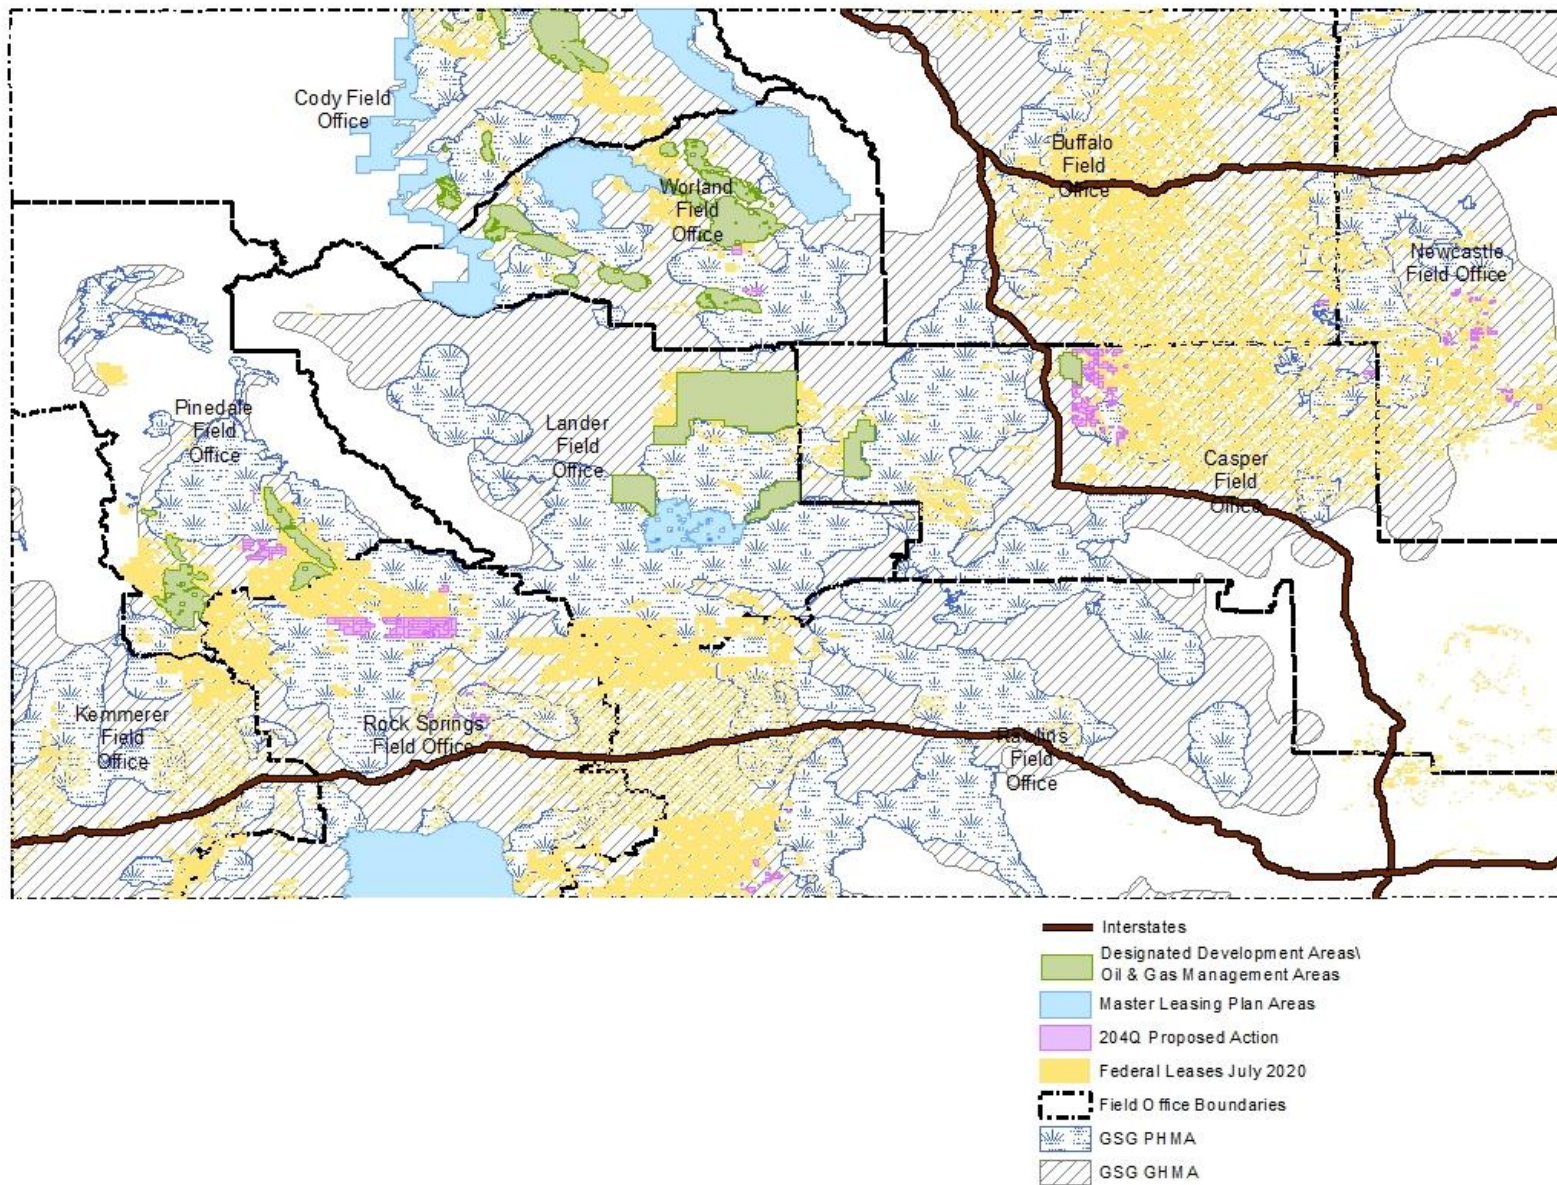 Cody Field
Office
Buffalo
Field
Office
Worland
Field
Office
Newcastle
Field Office
Pinedale
Field
Office
Lander
Field
Office
Casper
Field
Office
Kemmerer
Field
Office
Rock Springs
Field Office
Rawlins
Field
Office
Interstates
Designated Development Areas\
Oil & Gas Management Areas
Master Leasing Plan Areas
204Q Proposed Action
Federal Leases July 2020
Field Office Boundaries
GSG PHMA
GSG GHMA